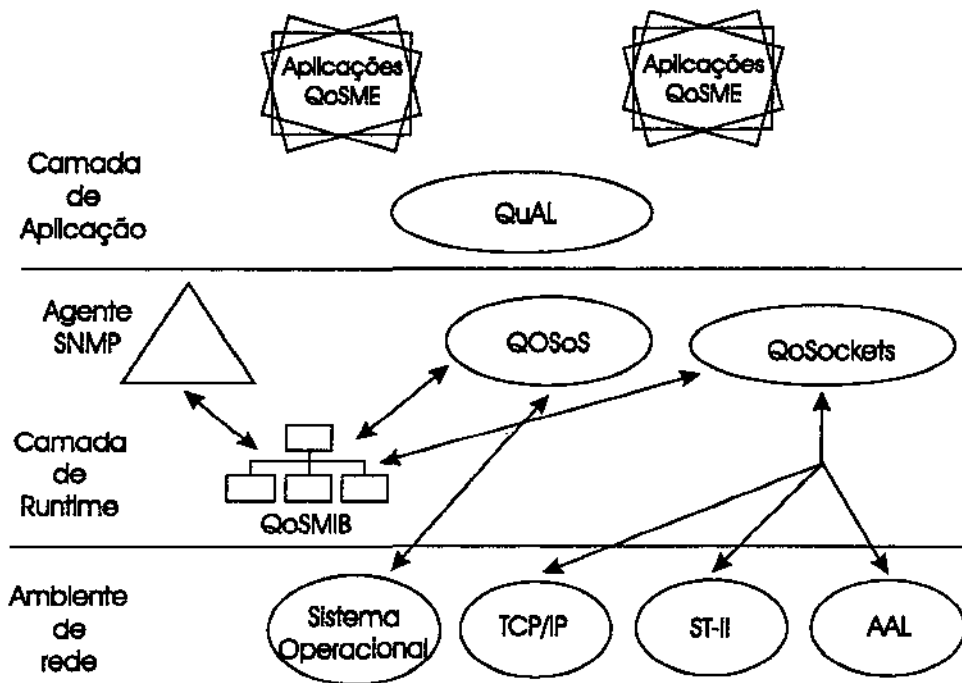 Aplicações
QoSME
Aplicações
QoSME
Camada
de
Aplicação
QuAL
Agente
SNMP
QOSoS
QoSockets
Camada
de
Runtime
QoSMIB
Ambiente
de
rede
Sistema
Operacional
TCP/IP
ST-II
AAL